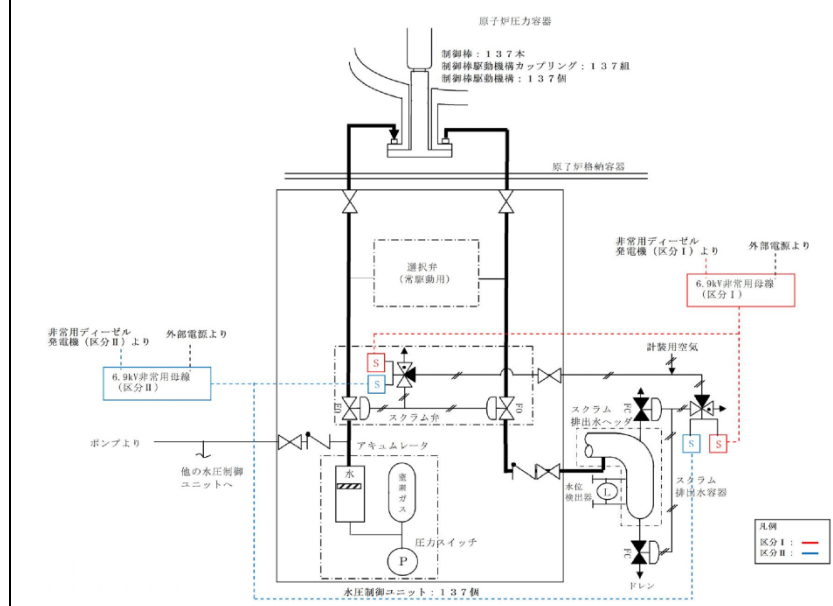 原子炉圧力容器
制御棒：１３７本
制御棒駆動機構カップリング：１３７組
制御棒駆動機構：１３７個
原子炉格納容器
選択弁
（常駆動用）
非常用ディーゼル
発電機（区分Ⅰ）より
外部電源より
6.9kV非常用母線
（区分Ⅰ）
非常用ディーゼル
発電機（区分Ⅱ）より
外部電源より
6.9kV非常用母線
（区分Ⅱ）
計装用空気
S
S
FO
スクラム弁
FO
スクラム
排出水ヘッダ
FC
S
S
ポンプより
他の水圧制御
ユニットへ
アキュムレータ
水
窒素ガス
圧力スイッチ
P
水位
検出器
L
スクラム
排出水容器
FC
ドレン
水圧制御ユニット：１３７個
凡例
区分Ⅰ：
区分Ⅱ：